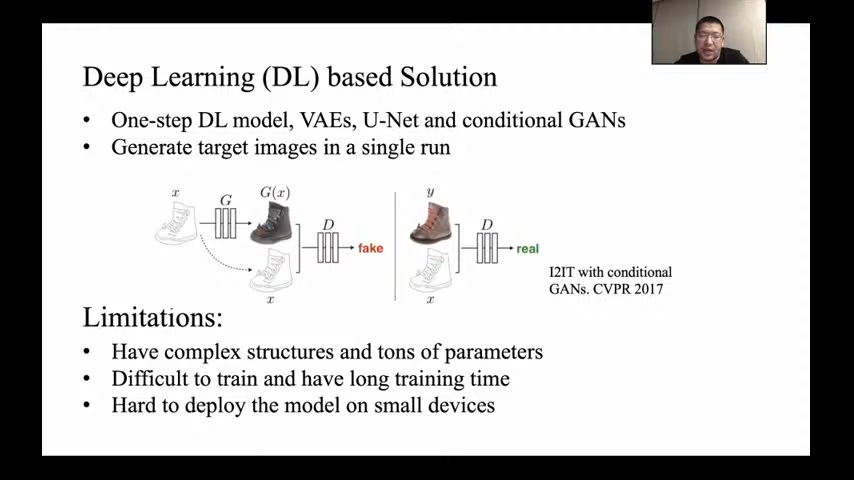 Deep Learning (DL) based Solution
• One-step DL model, VAEs, U-Net and conditional GANs
• Generate target images in a single run
x
G
G(x)
D
fake
x
y
D
real
x
I2IT with conditional
GANs. CVPR 2017
Limitations:
• Have complex structures and tons of parameters
• Difficult to train and have long training time
• Hard to deploy the model on small devices